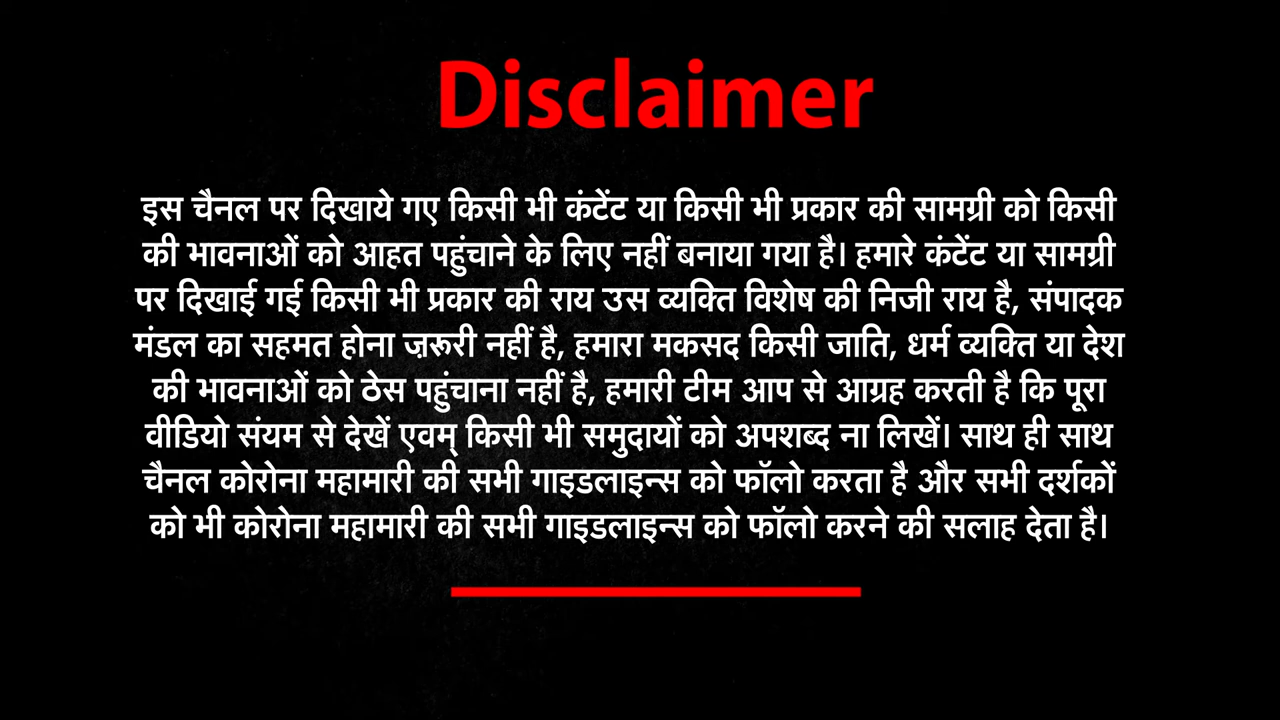 Disclaimer
इस चैनल पर दिखाये गए किसी भी कंटेंट या किसी भी प्रकार की सामग्री को किसी
की भावनाओं को आहत पहुंचाने के लिए नहीं बनाया गया है। हमारे कंटेंट या सामग्री
पर दिखाई गई किसी भी प्रकार की राय उस व्यक्ति विशेष की निजी राय है, संपादक
मंडल का सहमत होना ज़रूरी नहीं है, हमारा मकसद किसी जाति, धर्म व्यक्ति या देश
की भावनाओं को ठेस पहुंचाना नहीं है, हमारी टीम आप से आग्रह करती है कि पूरा
वीडियो संयम से देखें एवम् किसी भी समुदायों को अपशब्द ना लिखें। साथ ही साथ
चैनल कोरोना महामारी की सभी गाइडलाइन्स को फॉलो करता है और सभी दर्शकों
को भी कोरोना महामारी की सभी गाइडलाइन्स को फॉलो करने की सलाह देता है।